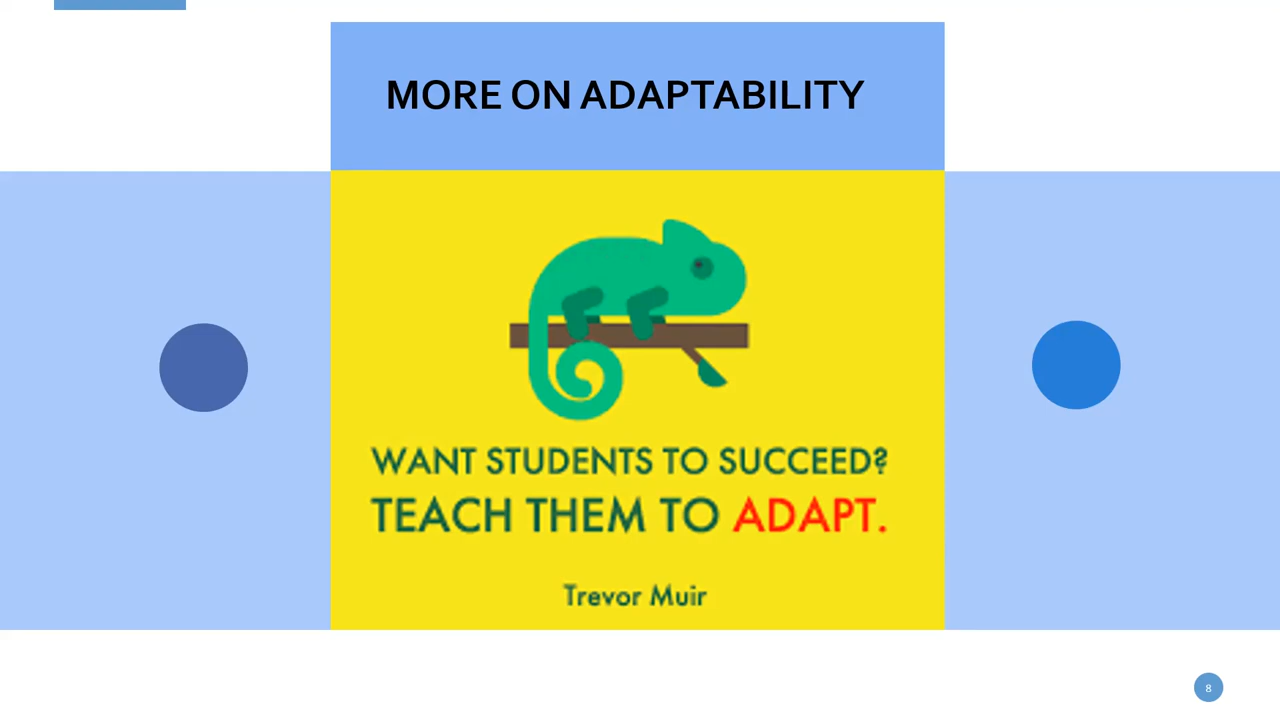 MORE ON ADAPTABILITY
WANT STUDENTS TO SUCCEED?
TEACH THEM TO ADAPT.
Trevor Muir
8